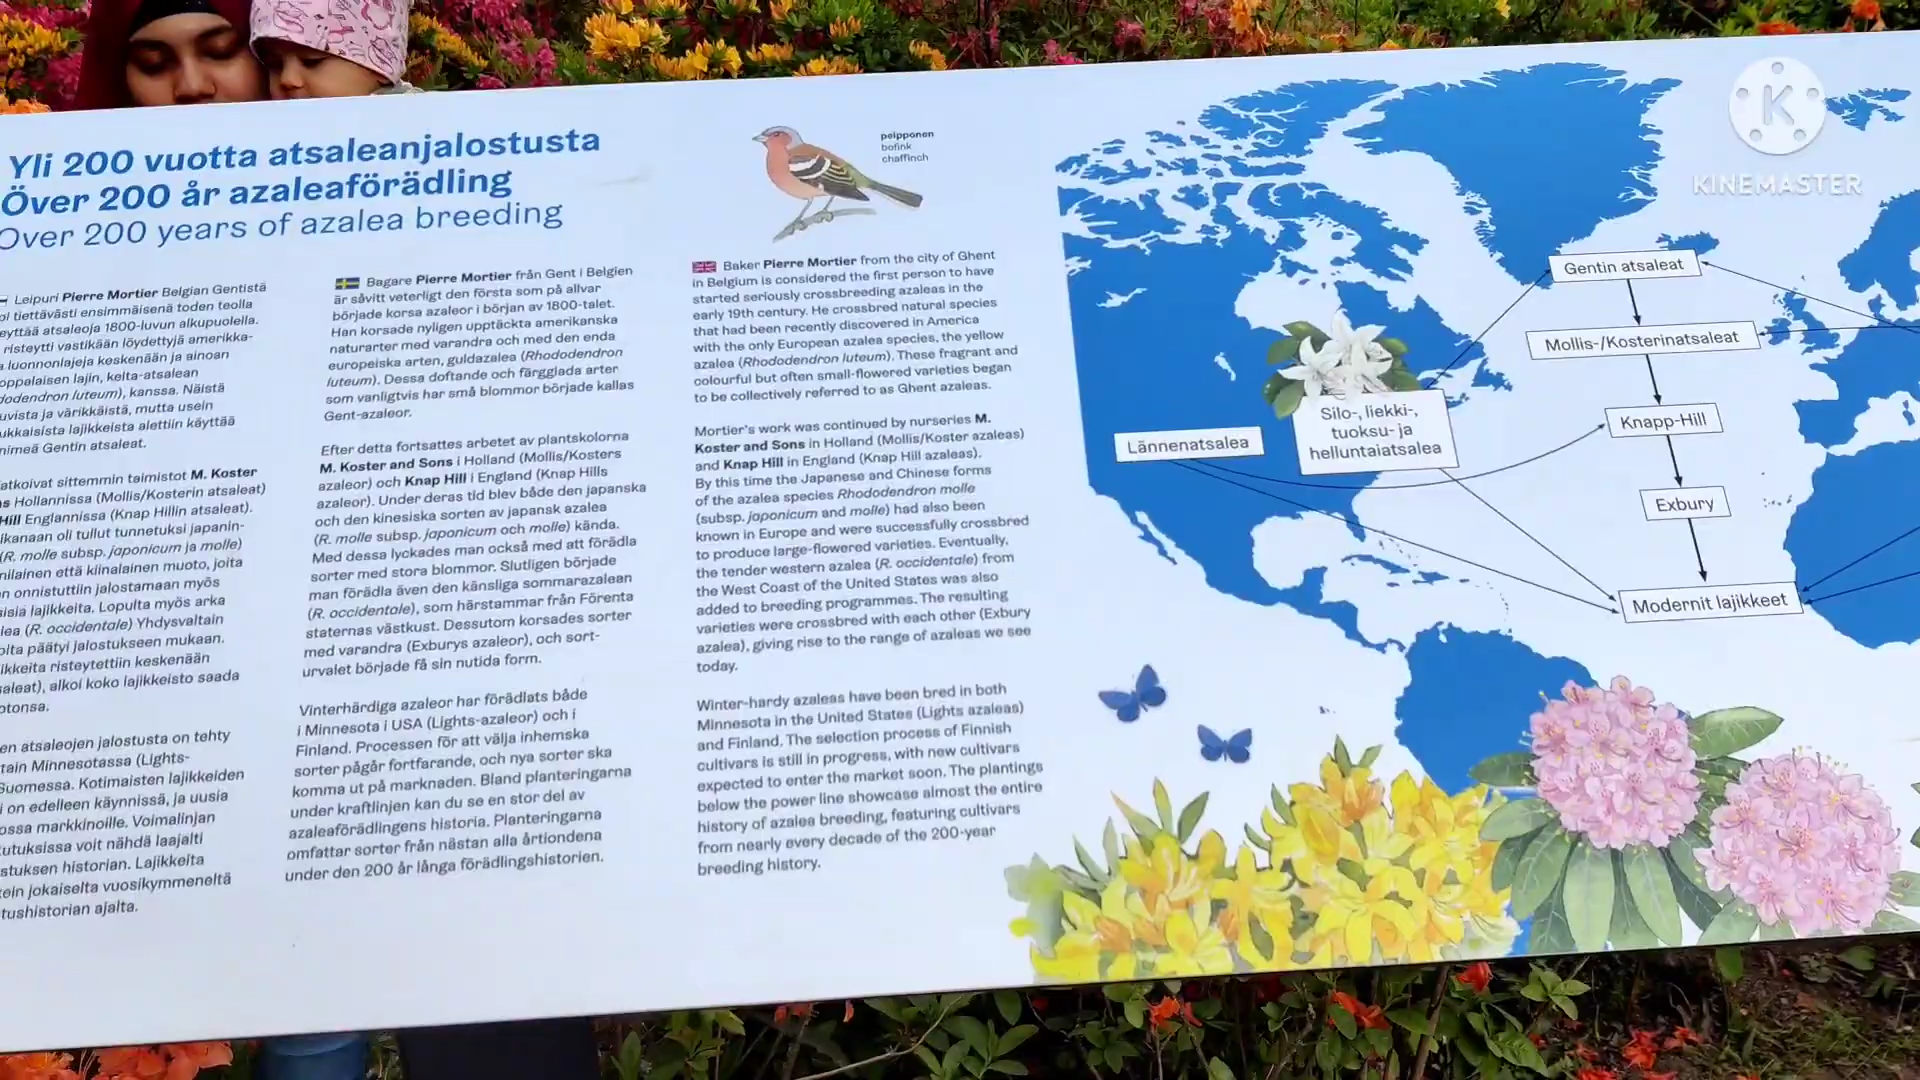 Yli 200 vuotta atsaleanjalostusta
Över 200 år azaleaförädling
Over 200 years of azalea breeding
Leipuri Pierre Mortier Belgian Gentistä
tiettävästi ensimmäisenä toden teolla
atsaleoja 1800-luvun alkupuolella.
risteytti vastikään löydettyjä amerikka-
luonnonlajeja keskenään ja ainoan
lajin, kelta-atsalean
luteum), kanssa. Näistä
ja värikkäistä, mutta usein
lajikkeista alettiin käyttää
Gentin atsaleat.
sittemmin taimistot M. Koster
Hollannissa (Mollis/Kosterin atsaleat)
Hill Englannissa (Knap Hillin atsaleat).
oli tullut tunnetuksi japanin-
(R. molle subsp. japonicum ja molle)
että kiinalainen muoto, joita
onnistuttiin jalostamaan myös
lajikkeita. Lopulta myös arka
(R. occidentale) Yhdysvaltain
päätyi jalostukseen mukaan.
risteytettiin keskenään
alkoi koko lajikkeisto saada
atsaleojen jalostusta on tehty
Minnesotassa (Lights-
Suomessa. Kotimaisten lajikkeiden
on edelleen käynnissä, ja uusia
markkinoille. Voimalinjan
voit nähdä laajalti
historian. Lajikkeita
jokaiselta vuosikymmeneltä
ajalta.
Bagare Pierre Mortier från Gent i Belgien
är såvitt veterligt den första som på allvar
började korsa azaleor i början av 1800-talet.
Han korsade nyligen upptäckta amerikanska
naturarter med varandra och med den enda
europeiska arten, guldazalea (Rhododendron
luteum). Dessa doftande och färgglada arter
som vanligtvis har små blommor började kallas
Gent-azaleor.
Efter detta fortsattes arbetet av plantskolorna
M. Koster and Sons i Holland (Mollis/Kosters
azaleor) och Knap Hill i England (Knap Hills
azaleor). Under deras tid blev både den japanska
och den kinesiska sorten av japansk azalea
(R. molle subsp. japonicum och molle) kända.
Med dessa lyckades man också med att förädla
sorter med stora blommor. Slutligen började
man förädla även den känsliga sommarazalean
(R. occidentale), som härstammar från Förenta
staternas västkust. Dessutom korsades sorter
med varandra (Exburys azaleor), och sort-
urvalet började få sin nutida form.
Vinterhärdiga azaleor har förädlats både
i Minnesota i USA (Lights-azaleor) och i
Finland. Processen för att välja inhemska
sorter pågår fortfarande, och nya sorter ska
komma ut på marknaden. Bland planteringarna
under kraftlinjen kan du se en stor del av
azaleaförädlingens historia. Planteringarna
omfattar sorter från nästan alla årtiondena
under den 200 år långa förädlingshistorien.
peipponen
bofink
chaffinch
Baker Pierre Mortier from the city of Ghent
in Belgium is considered the first person to have
started seriously crossbreeding azaleas in the
early 19th century. He crossbred natural species
that had been recently discovered in America
with the only European azalea species, the yellow
azalea (Rhododendron luteum). These fragrant and
colourful but often small-flowered varieties began
to be collectively referred to as Ghent azaleas.
Mortier's work was continued by nurseries M.
Koster and Sons in Holland (Mollis/Koster azaleas)
and Knap Hill in England (Knap Hill azaleas).
By this time the Japanese and Chinese forms
of the azalea species Rhododendron molle
(subsp. japonicum and molle) had also been
known in Europe and were successfully crossbred
to produce large-flowered varieties. Eventually,
the tender western azalea (R. occidentale) from
the West Coast of the United States was also
added to breeding programmes. The resulting
varieties were crossbred with each other (Exbury
azalea), giving rise to the range of azaleas we see
today.
Winter-hardy azaleas have been bred in both
Minnesota in the United States (Lights azaleas)
and Finland. The selection process of Finnish
cultivars is still in progress, with new cultivars
expected to enter the market soon. The plantings
below the power line showcase almost the entire
history of azalea breeding, featuring cultivars
from nearly every decade of the 200-year
breeding history.
Gentin atsaleat
Mollis-/Kosterinatsaleat
Knapp-Hill
Exbury
Modernit lajikkeet
Lännenatsalea
Silo-, liekki-,
tuoksu- ja
helluntaiatsalea
K
KINEMASTER